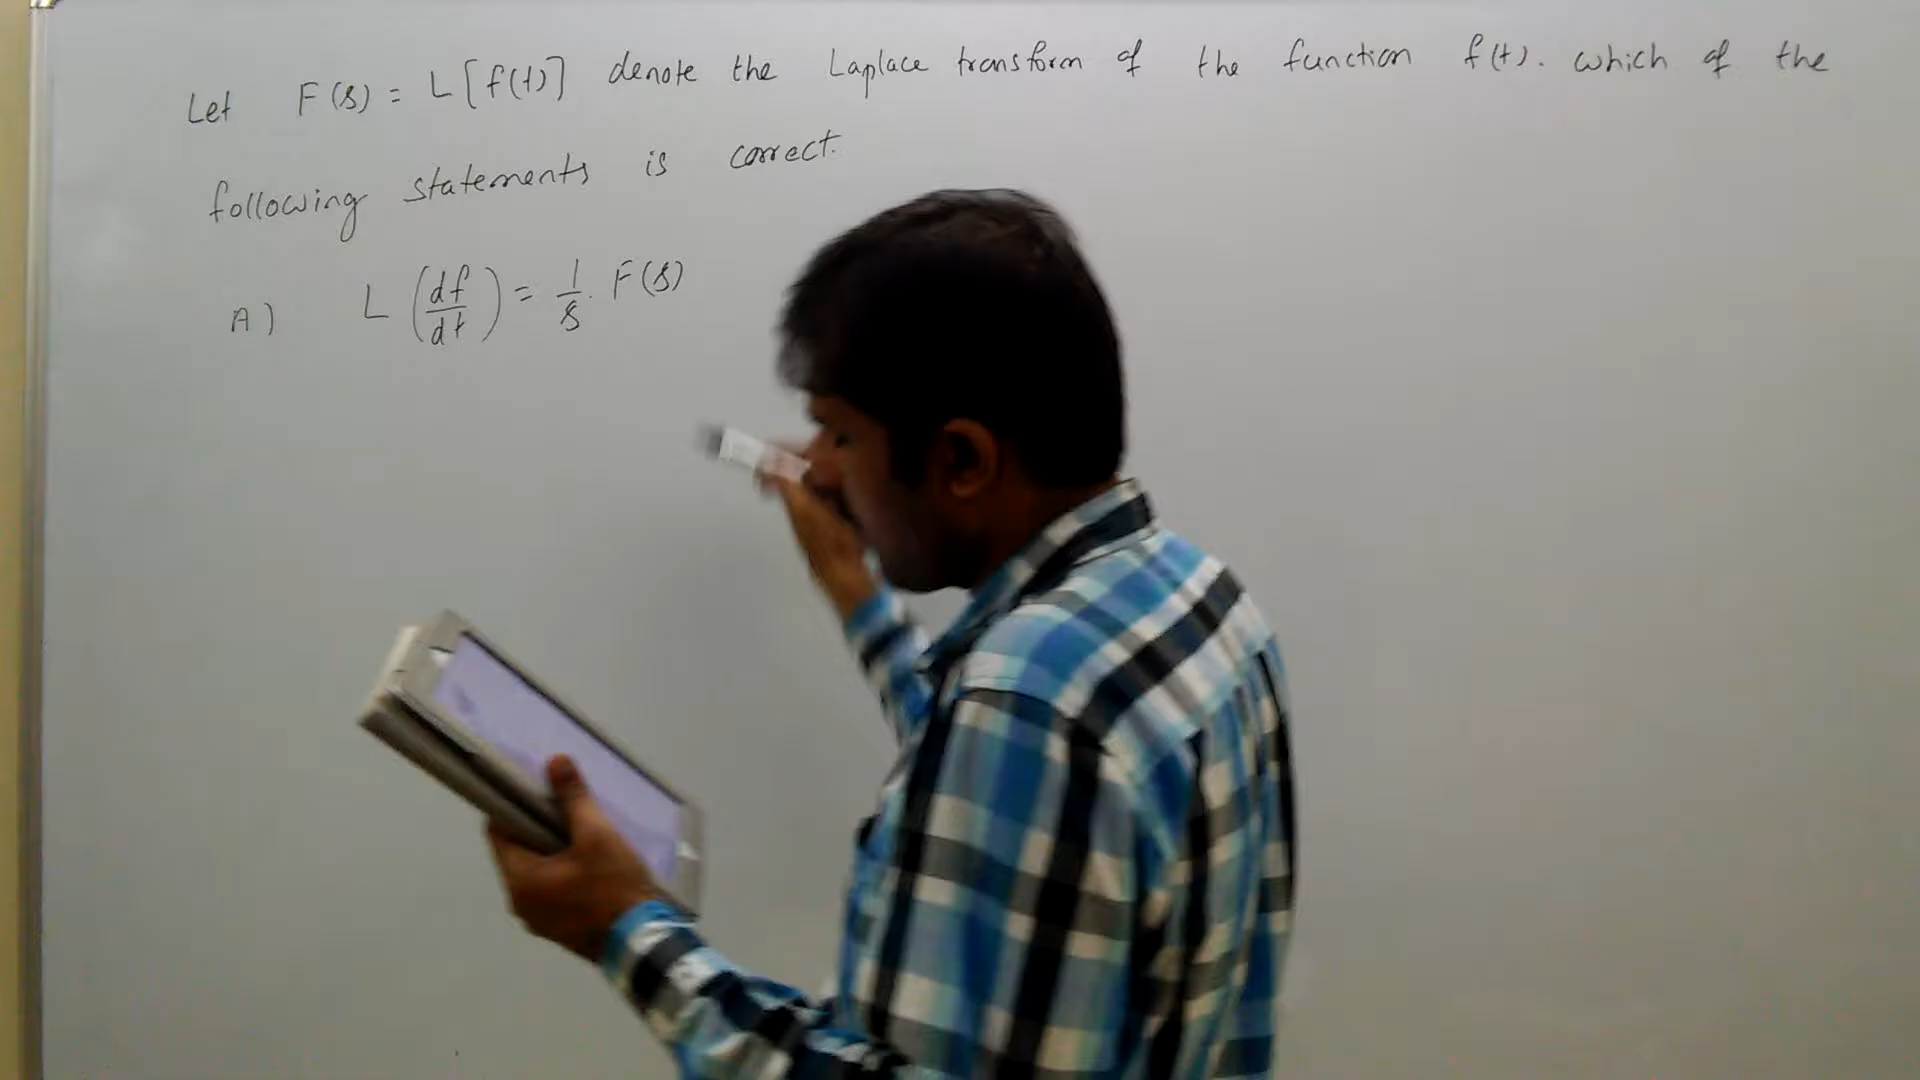 Let F(s) = L[f(t)] denote the Laplace transform of the function f(t). which of the
following statements is correct.
A) L (df/dt) = 1/s . F(s)